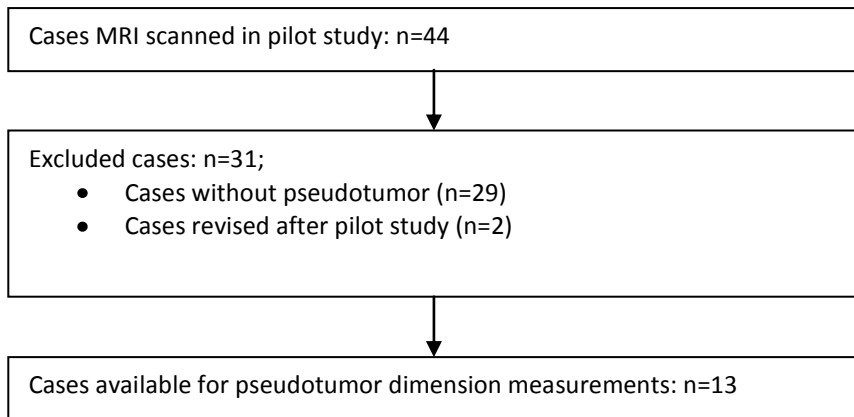 Cases MRI scanned in pilot study: n=44
Excluded cases: n=31;
• Cases without pseudotumor (n=29)
• Cases revised after pilot study (n=2)
Cases available for pseudotumor dimension measurements: n=13